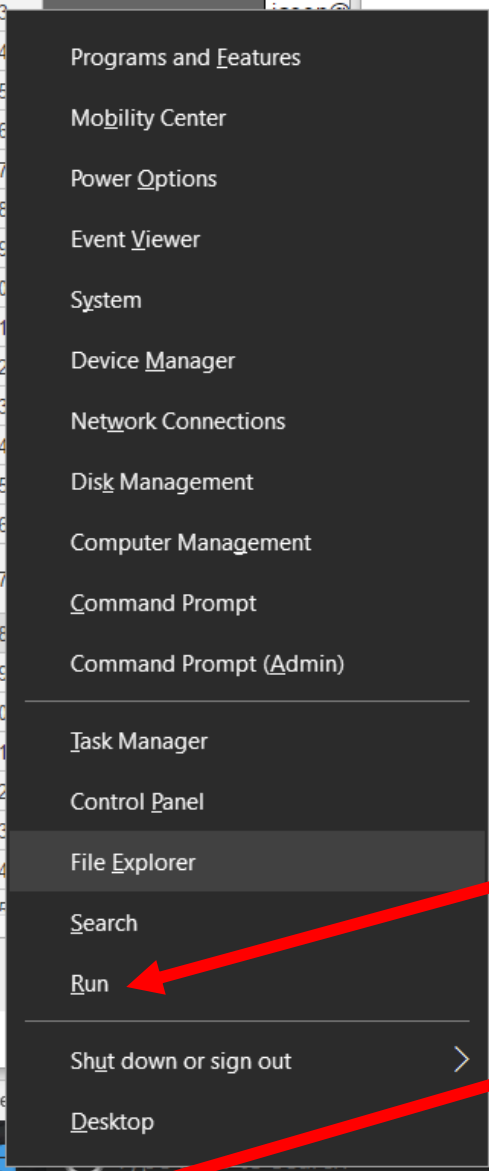 Programs and Features
Mobility Center
Power Options
Event Viewer
System
Device Manager
Network Connections
Disk Management
Computer Management
Command Prompt
Command Prompt (Admin)
Task Manager
Control Panel
File Explorer
Search
Run
Shut down or sign out
Desktop